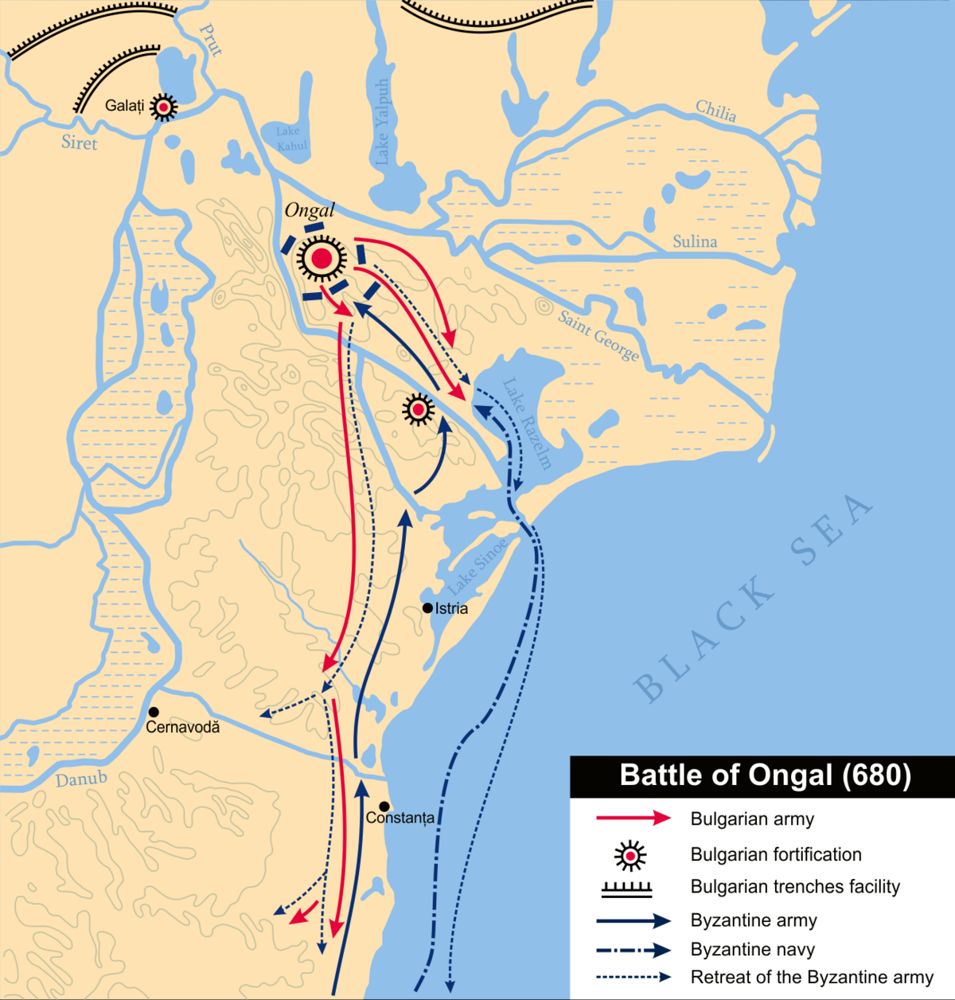 Prut
Galați
Siret
Lake
Kahul
Lake Yalpuh
Chilia
Ongal
Sulina
Saint George
Lake Razelm
Lake Sinoe
Istria
BLACK SEA
Cernavodă
Danub
Constanța
Battle of Ongal (680)
Bulgarian army
Bulgarian fortification
Bulgarian trenches facility
Byzantine army
Byzantine navy
Retreat of the Byzantine army